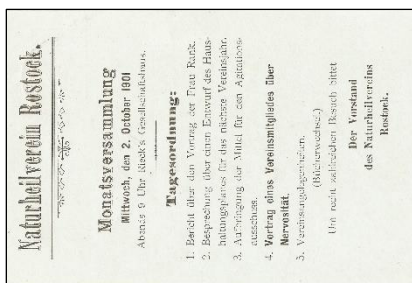 Naturheilverein Rostock.
Monatsversammlung
Mittwoch, den 2. October 1901
Abends 9 Uhr Rieck's Gesellschaftshaus.
Tagesordnung:
1. Bericht über den Vortrag der Frau Rank.
2. Besprechung über einen Entwurf des Haus-
haltungsplanes für das nächste Vereinsjahr.
3. Aufbringung der Mittel für den Agitations-
ausschuss.
4. Vortrag eines Vereinsmitgliedes über
Nervosität.
5. Vereinsangelegenheiten.
(Bücherwechsel)
Um recht zahlreichen Besuch bittet
Der Vorstand
des Naturheilvereins
Rostock.